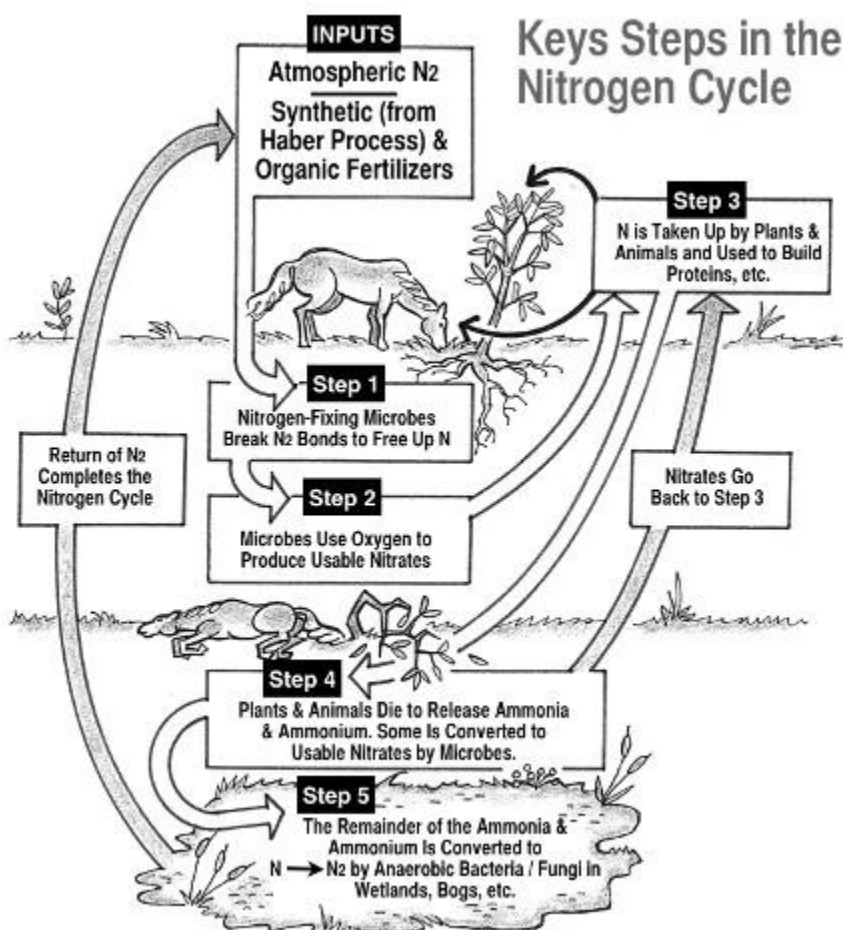 Keys Steps in the
Nitrogen Cycle
INPUTS
Atmospheric N2
Synthetic (from
Haber Process) &
Organic Fertilizers
Step 1
Nitrogen-Fixing Microbes
Break N2 Bonds to Free Up N
Step 2
Microbes Use Oxygen to
Produce Usable Nitrates
Step 3
N is Taken Up by Plants &
Animals and Used to Build
Proteins, etc.
Return of N2
Completes the
Nitrogen Cycle
Nitrates Go
Back to Step 3
Step 4
Plants & Animals Die to Release Ammonia
& Ammonium. Some Is Converted to
Usable Nitrates by Microbes.
Step 5
The Remainder of the Ammonia &
Ammonium Is Converted to
N → N2 by Anaerobic Bacteria / Fungi in
Wetlands, Bogs, etc.